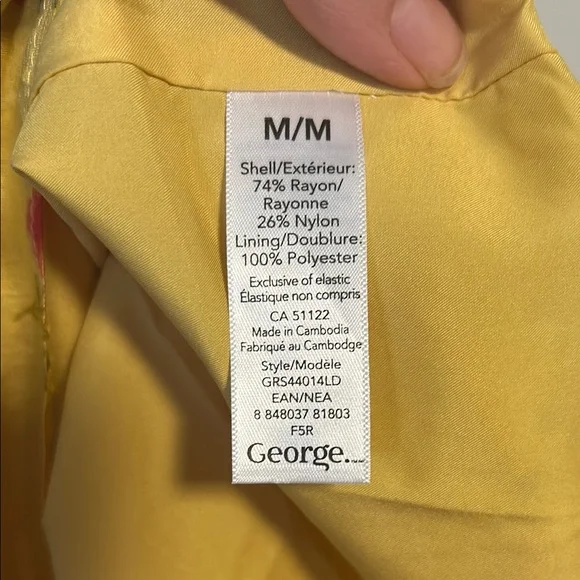 M/M
Shell/Extérieur:
74% Rayon/
Rayonne
26% Nylon
Lining/Doublure:
100% Polyester
Exclusive of elastic
Élastique non compris
CA 51122
Made in Cambodia
Fabriqué au Cambodge
Style/Modèle
GRS44014LD
EAN/NEA
8 848037 81803
F5R
George.